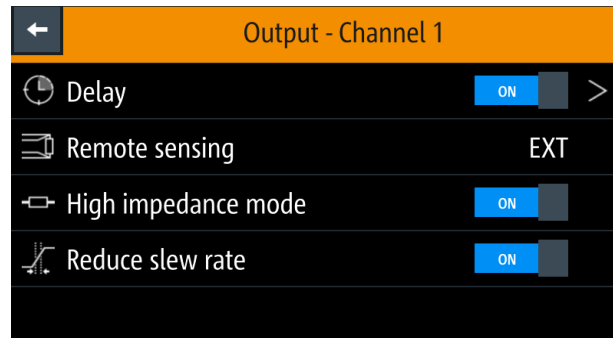 Output - Channel 1
Delay ON
Remote sensing EXT
High impedance mode ON
Reduce slew rate ON